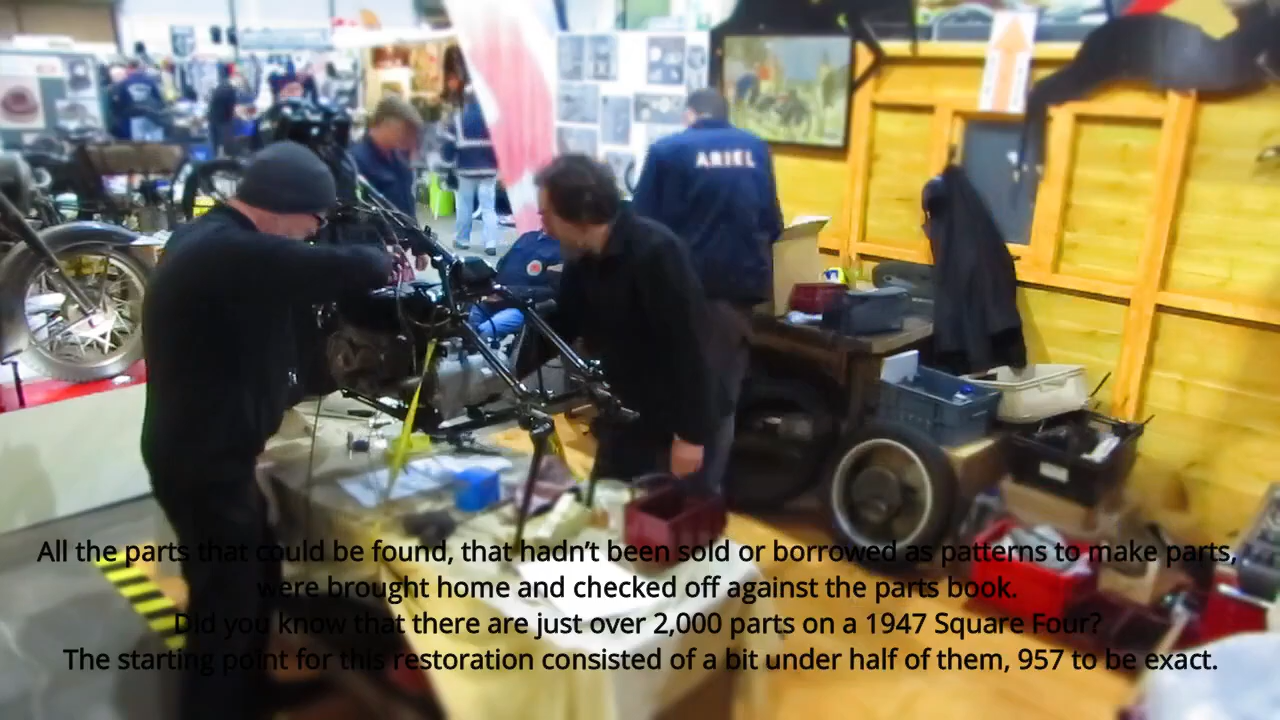 ARIEL
All the parts that could be found, that hadn't been sold or borrowed as patterns to make parts,
were brought home and checked off against the parts book.
Did you know that there are just over 2,000 parts on a 1947 Square Four?
The starting point for this restoration consisted of a bit under half of them, 957 to be exact.